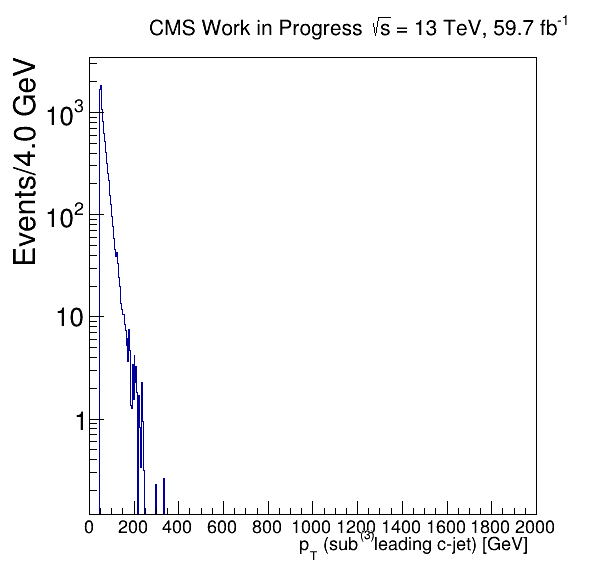 CMS Work in Progress √s = 13 TeV, 59.7 fb⁻¹
Events/4.0 GeV
10³
10²
10
1
0 200 400 600 800 1000 1200 1400 1600 1800 2000
p_T (sub⁽³⁾leading c-jet) [GeV]